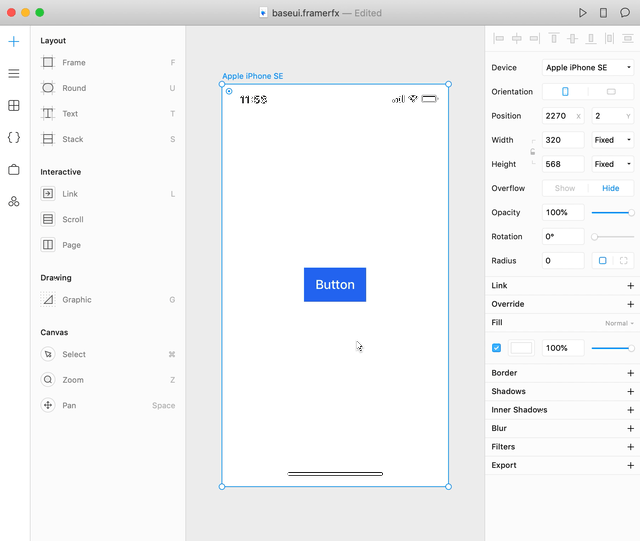 baseui.framerfx — Edited
Layout
Frame F
Round U
Text T
Stack S
Interactive
Link L
Scroll
Page
Drawing
Graphic G
Canvas
Select ⌘
Zoom Z
Pan Space
Apple iPhone SE
Button
Device Apple iPhone SE
Orientation
Position 2270 X 2 Y
Width 320 Fixed
Height 568 Fixed
Overflow Show Hide
Opacity 100%
Rotation 0°
Radius 0
Link
Override
Fill Normal
100%
Border
Shadows
Inner Shadows
Blur
Filters
Export